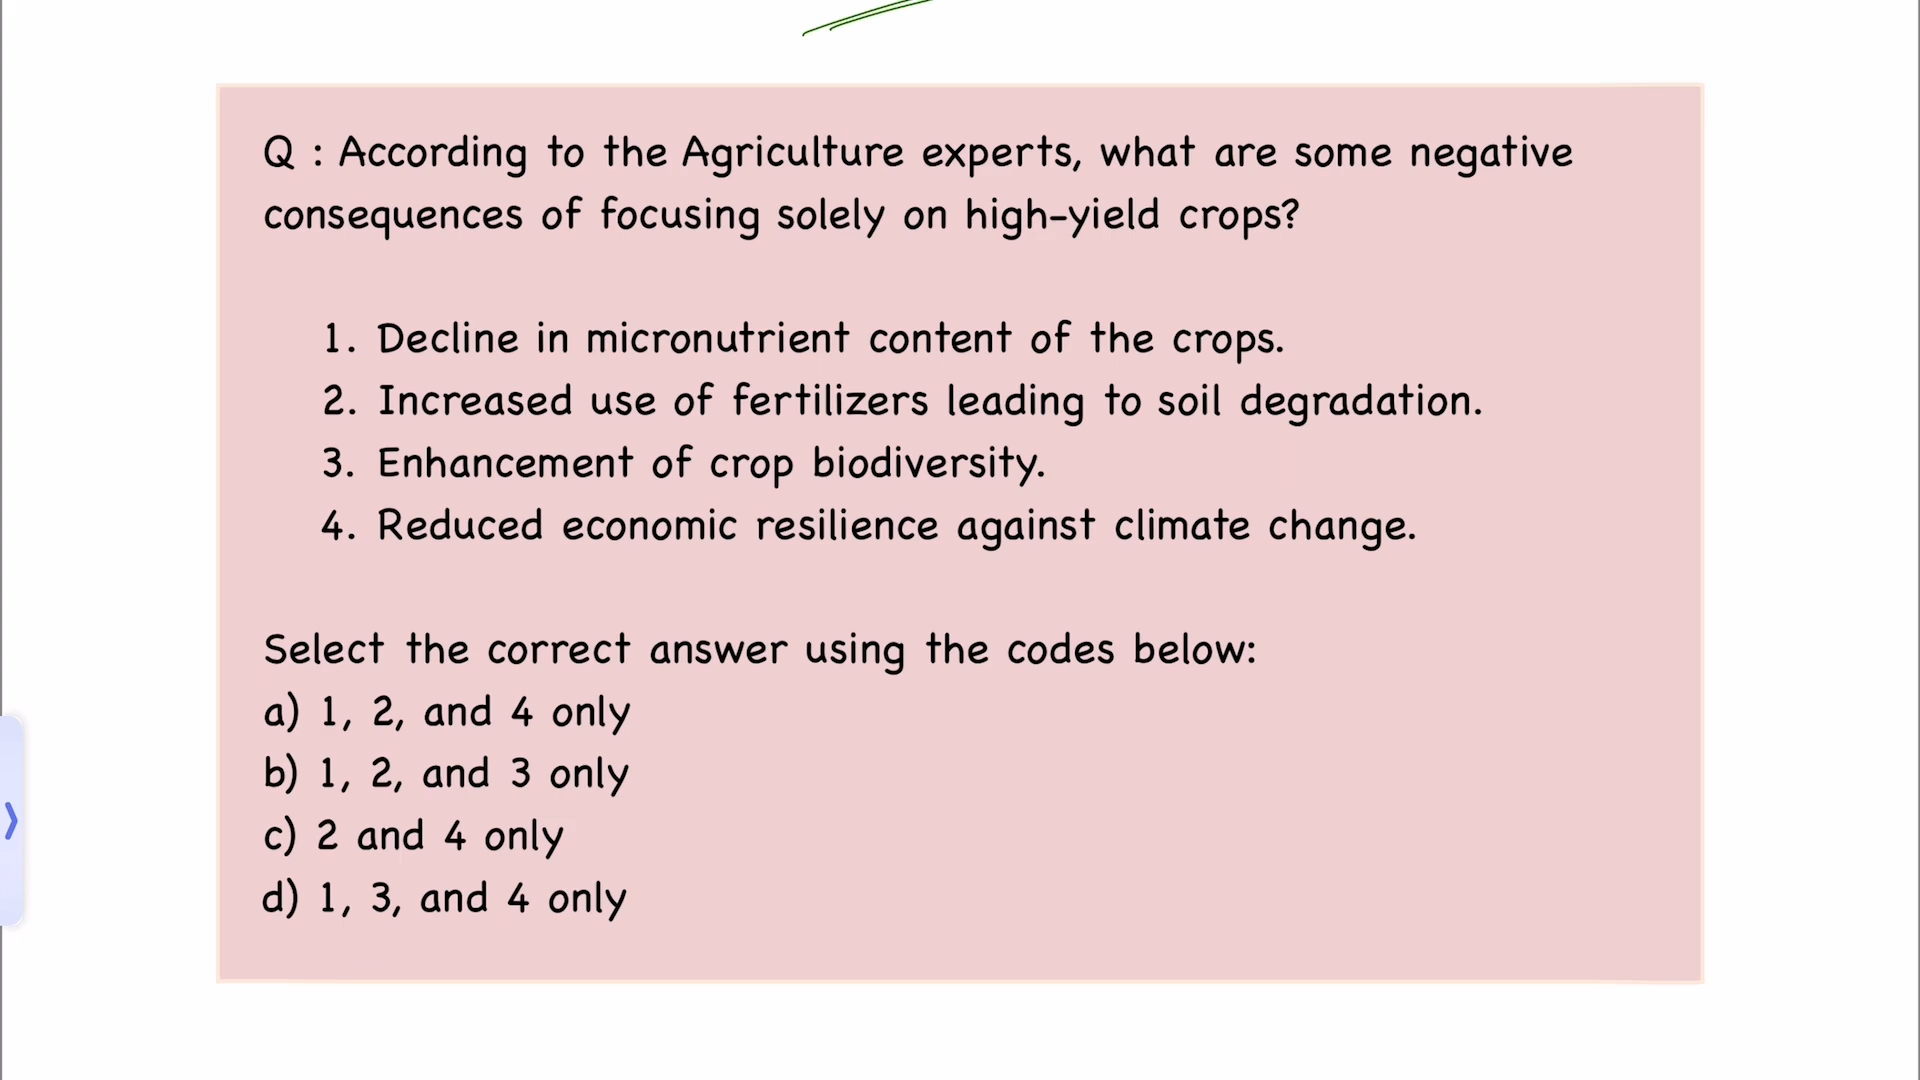 Q : According to the Agriculture experts, what are some negative
consequences of focusing solely on high-yield crops?
1. Decline in micronutrient content of the crops.
2. Increased use of fertilizers leading to soil degradation.
3. Enhancement of crop biodiversity.
4. Reduced economic resilience against climate change.
Select the correct answer using the codes below:
a) 1, 2, and 4 only
b) 1, 2, and 3 only
c) 2 and 4 only
d) 1, 3, and 4 only